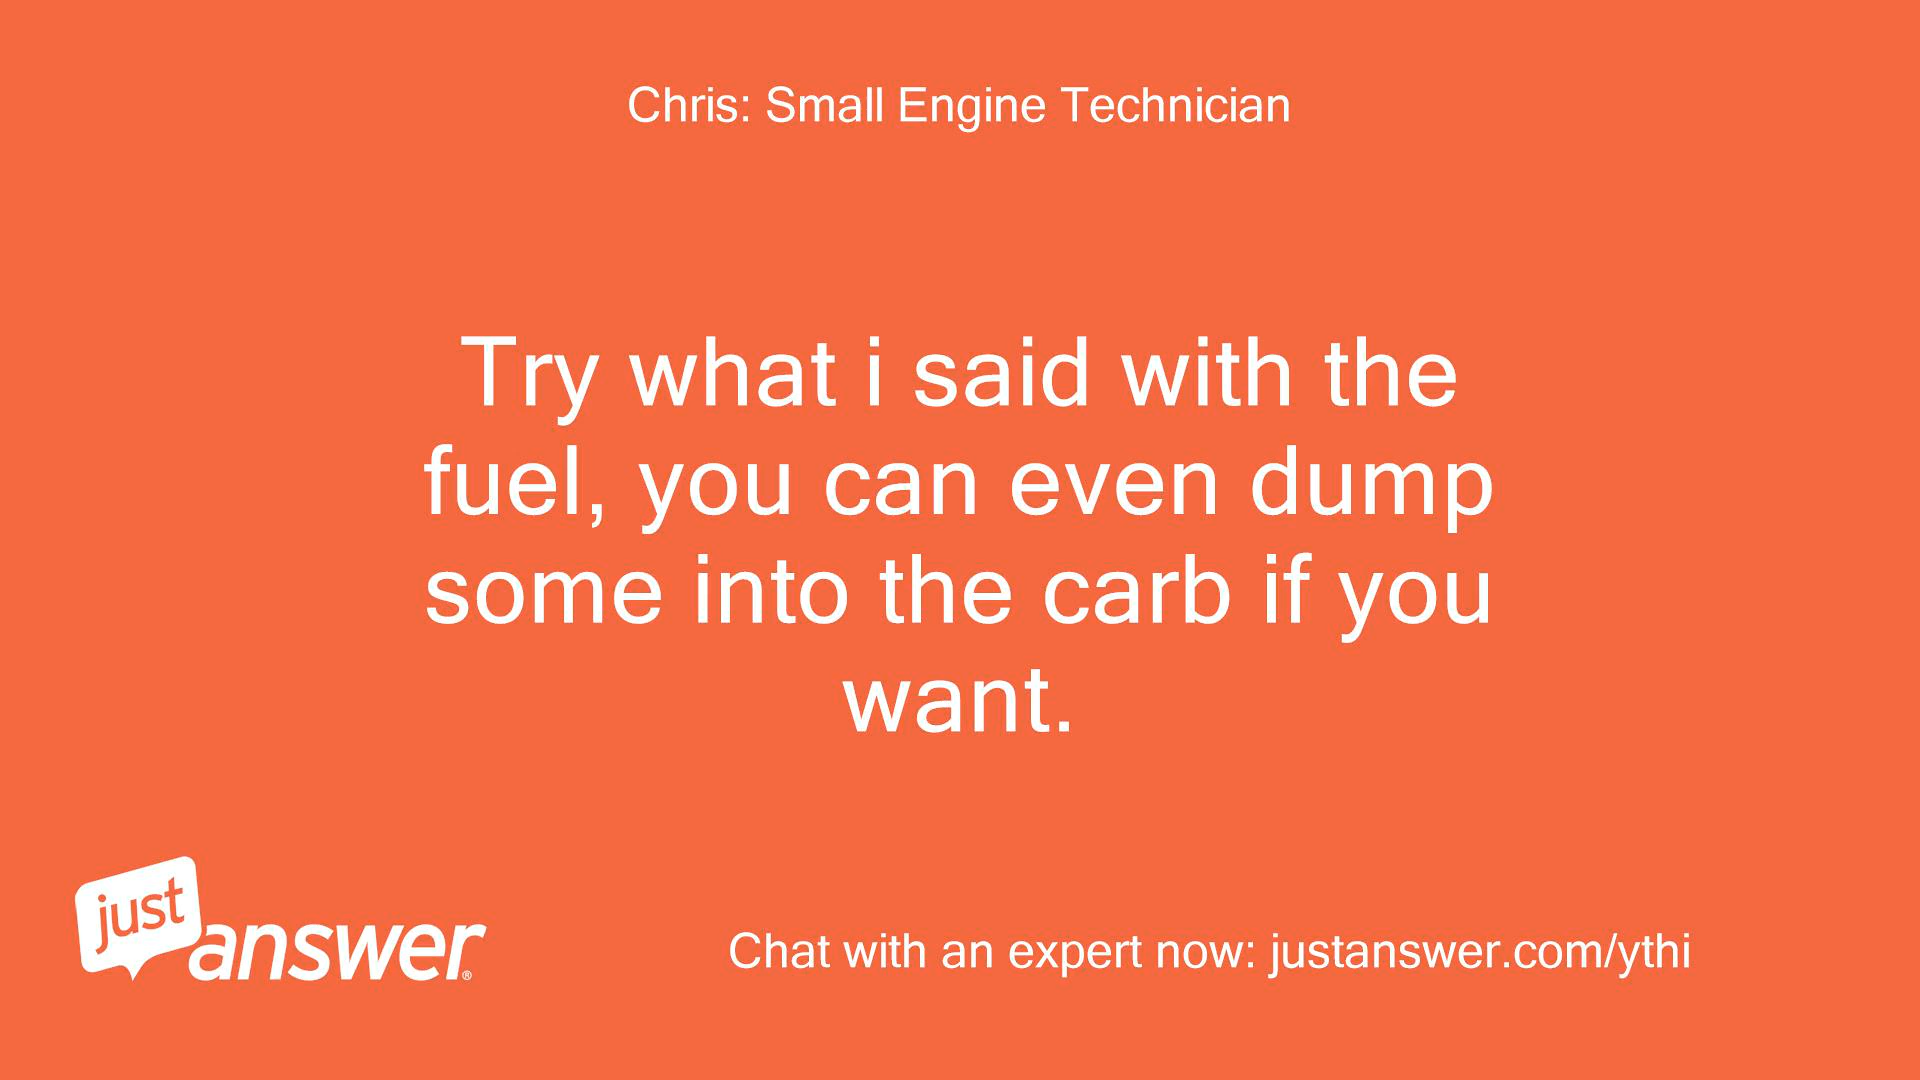 Chris: Small Engine Technician
Try what i said with the
fuel, you can even dump
some into the carb if you
want.
just
answer®
Chat with an expert now: justanswer.com/ythi